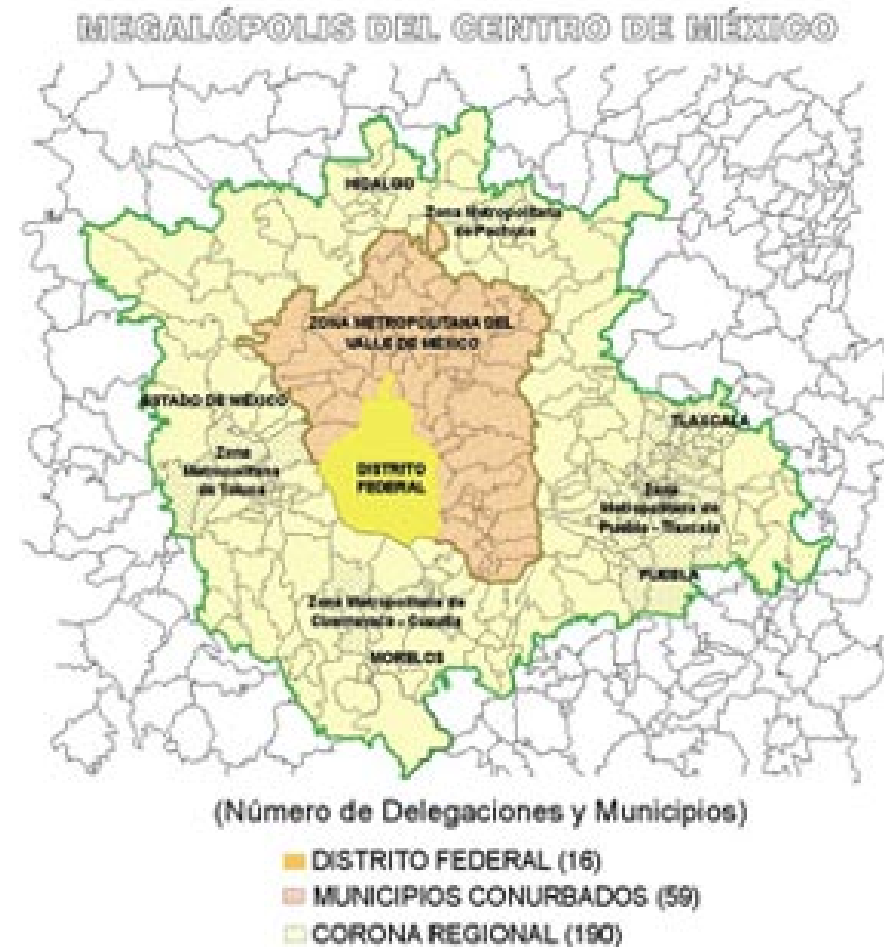 MEGALÓPOLIS DEL CENTRO DE MÉXICO
HIDALGO
Zona Metropolitana
de Pachuca
ZONA METROPOLITANA DEL
VALLE DE MÉXICO
ESTADO DE MÉXICO
TLAXCALA
Zona
Metropolitana
de Toluca
DISTRITO
FEDERAL
Zona
Metropolitana de
Puebla - Tlaxcala
PUEBLA
Zona Metropolitana de
Cuernavaca - Cuautla
MORELOS
(Número de Delegaciones y Municipios)
DISTRITO FEDERAL (16)
MUNICIPIOS CONURBADOS (59)
CORONA REGIONAL (190)